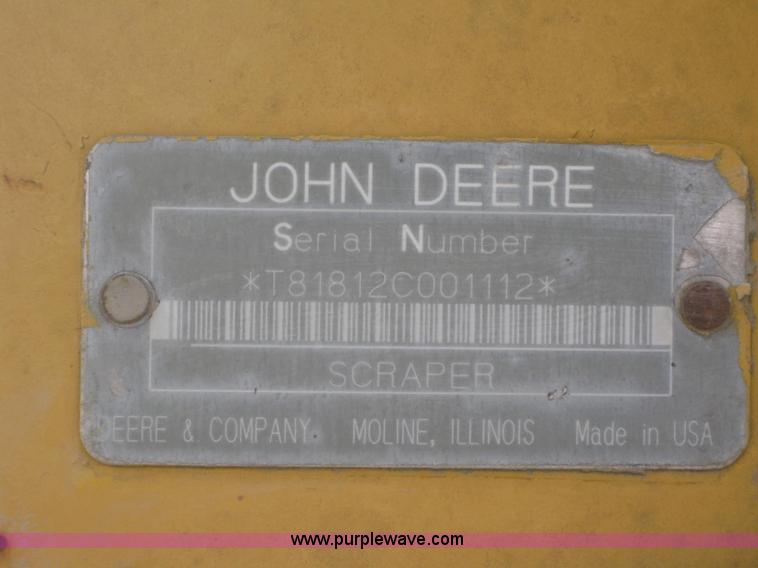 JOHN DEERE
Serial Number
*T81812C001112*
SCRAPER
DEERE & COMPANY MOLINE, ILLINOIS Made in USA
www.purplewave.com